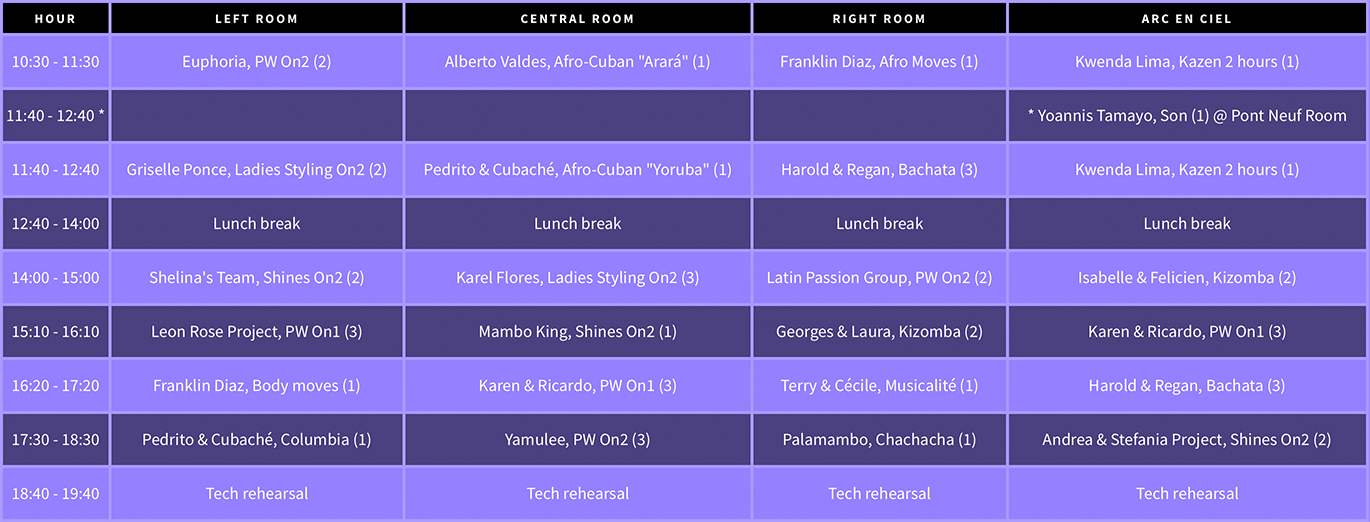 HOUR LEFT ROOM CENTRAL ROOM RIGHT ROOM ARC EN CIEL
10:30 - 11:30 Euphoria, PW On2 (2) Alberto Valdes, Afro-Cuban "Arará" (1) Franklin Diaz, Afro Moves (1) Kwenda Lima, Kazen 2 hours (1)
11:40 - 12:40 * * Yoannis Tamayo, Son (1) @ Pont Neuf Room
11:40 - 12:40 Griselle Ponce, Ladies Styling On2 (2) Pedrito & Cubaché, Afro-Cuban "Yoruba" (1) Harold & Regan, Bachata (3) Kwenda Lima, Kazen 2 hours (1)
12:40 - 14:00 Lunch break Lunch break Lunch break Lunch break
14:00 - 15:00 Shelina's Team, Shines On2 (2) Karel Flores, Ladies Styling On2 (3) Latin Passion Group, PW On2 (2) Isabelle & Felicien, Kizomba (2)
15:10 - 16:10 Leon Rose Project, PW On1 (3) Mambo King, Shines On2 (1) Georges & Laura, Kizomba (2) Karen & Ricardo, PW On1 (3)
16:20 - 17:20 Franklin Diaz, Body moves (1) Karen & Ricardo, PW On1 (3) Terry & Cécile, Musicalité (1) Harold & Regan, Bachata (3)
17:30 - 18:30 Pedrito & Cubaché, Columbia (1) Yamulee, PW On2 (3) Palamambo, Chachacha (1) Andrea & Stefania Project, Shines On2 (2)
18:40 - 19:40 Tech rehearsal Tech rehearsal Tech rehearsal Tech rehearsal